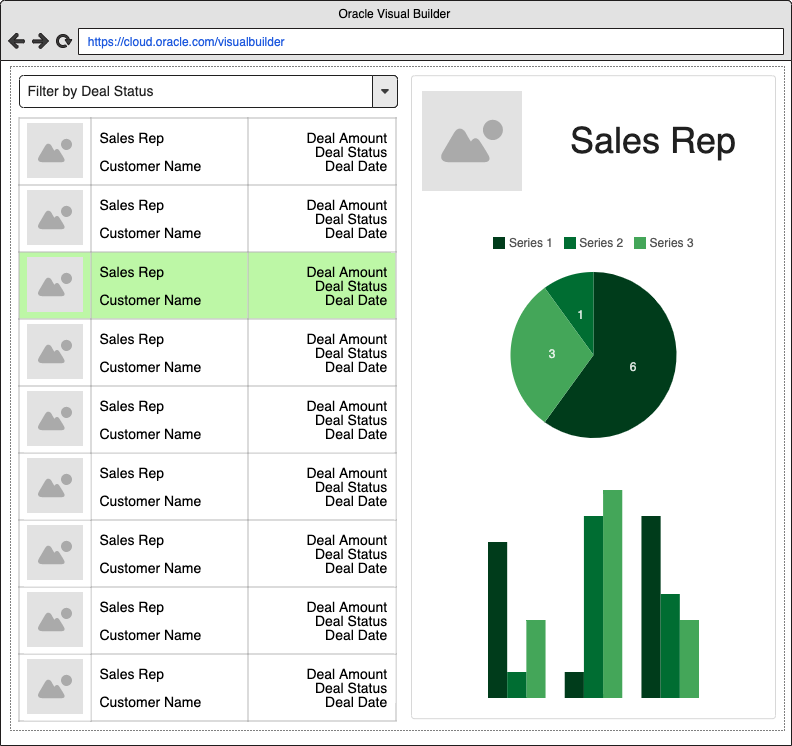 Oracle Visual Builder
https://cloud.oracle.com/visualbuilder
Filter by Deal Status
Sales Rep
Customer Name
Deal Amount
Deal Status
Deal Date
Sales Rep
Customer Name
Deal Amount
Deal Status
Deal Date
Sales Rep
Customer Name
Deal Amount
Deal Status
Deal Date
Sales Rep
Customer Name
Deal Amount
Deal Status
Deal Date
Sales Rep
Customer Name
Deal Amount
Deal Status
Deal Date
Sales Rep
Customer Name
Deal Amount
Deal Status
Deal Date
Sales Rep
Customer Name
Deal Amount
Deal Status
Deal Date
Sales Rep
Customer Name
Deal Amount
Deal Status
Deal Date
Sales Rep
Customer Name
Deal Amount
Deal Status
Deal Date
Sales Rep
Series 1 Series 2 Series 3
1
3
6